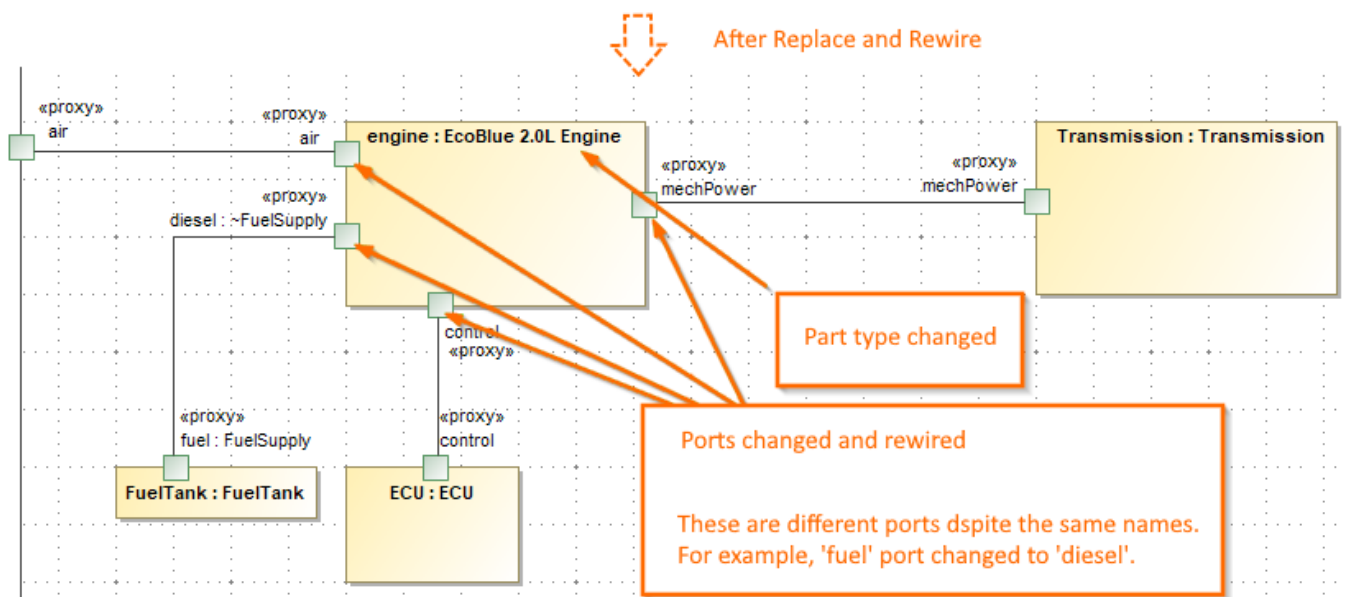 After Replace and Rewire
«proxy»
air
«proxy»
air
engine : EcoBlue 2.0L Engine
Transmission : Transmission
«proxy»
mechPower
«proxy»
mechPower
«proxy»
diesel : ~FuelSupply
control
«proxy»
Part type changed
«proxy»
fuel : FuelSupply
«proxy»
control
FuelTank : FuelTank
ECU : ECU
Ports changed and rewired
These are different ports dspite the same names.
For example, 'fuel' port changed to 'diesel'.